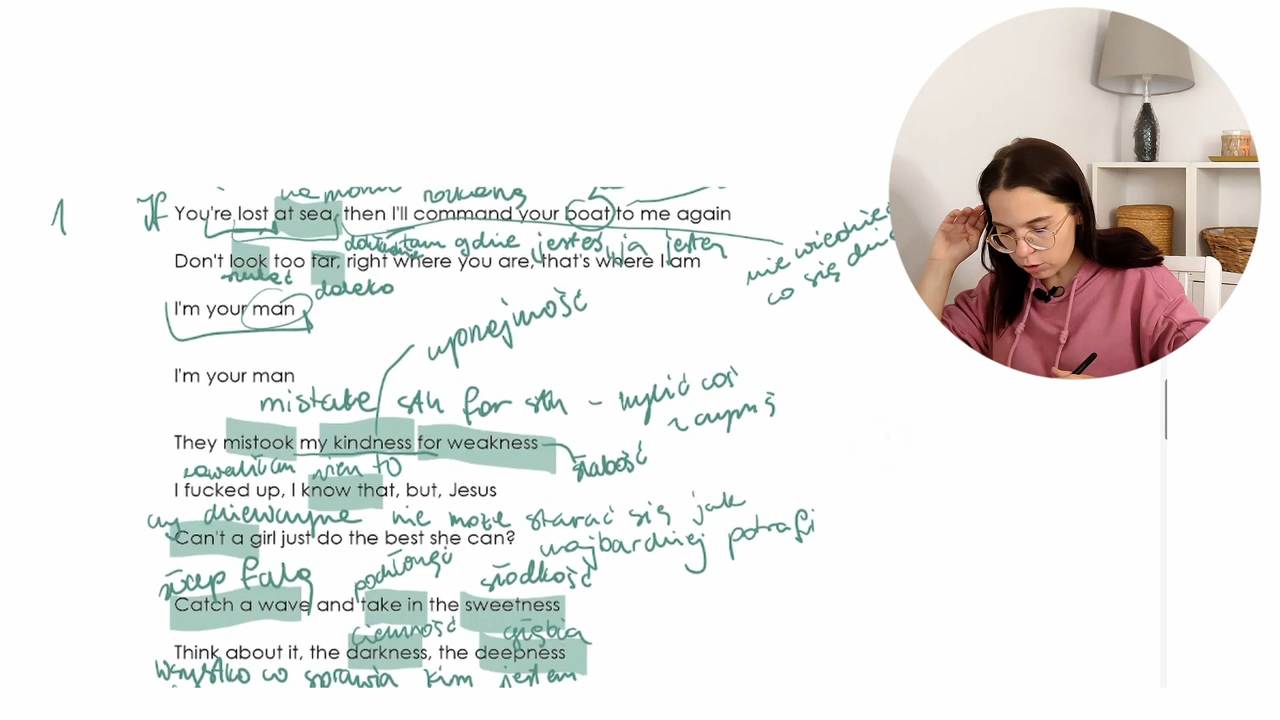 na morzu rozkażę
1 If You're lost at sea, then I'll command your boat to me again
tam gdzie jesteś, ja jestem
nie wiedzieć
co się
Don't look too far, right where you are, that's where I am
szukać
daleko
I'm your man
uprzejmość
I'm your man
mistake sth for sth – mylić coś
z czymś
They mistook my kindness for weakness
słabość
zawaliłam wiem to
I fucked up, I know that, but, Jesus
czy dziewczyna nie może starać się jak
najbardziej potrafi
Can't a girl just do the best she can?
złap falę
słodkość
Catch a wave and take in the sweetness
ciemność głębia
Think about it, the darkness, the deepness
wszystko co sprawia kim jestem